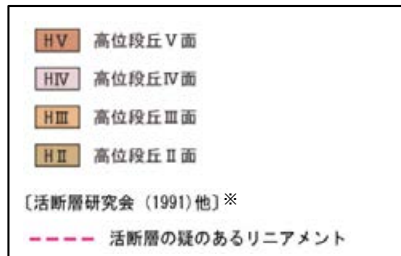 HⅤ 高位段丘Ⅴ面
HⅣ 高位段丘Ⅳ面
HⅢ 高位段丘Ⅲ面
HⅡ 高位段丘Ⅱ面
〔活断層研究会（1991)他〕※
活断層の疑のあるリニアメント